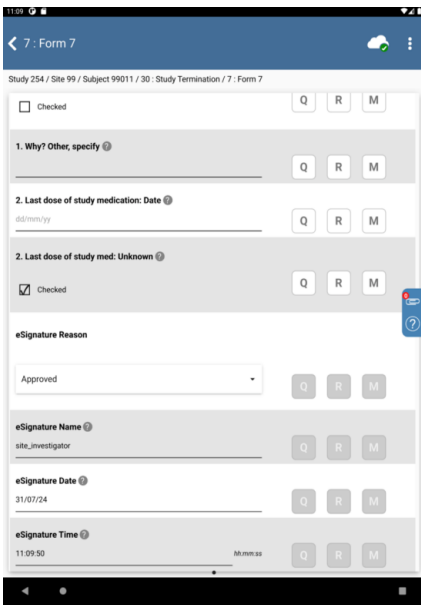 11:09
7 : Form 7
Study 254 / Site 99 / Subject 99011 / 30 : Study Termination / 7 : Form 7
Checked
Q R M
1. Why? Other, specify ?
Q R M
2. Last dose of study medication: Date ?
dd/mm/yy
Q R M
2. Last dose of study med: Unknown ?
Checked
Q R M
0
?
eSignature Reason
Approved
Q R M
eSignature Name ?
site_investigator
Q R M
eSignature Date ?
31/07/24
Q R M
eSignature Time ?
11:09:50 hh:mm:ss
Q R M